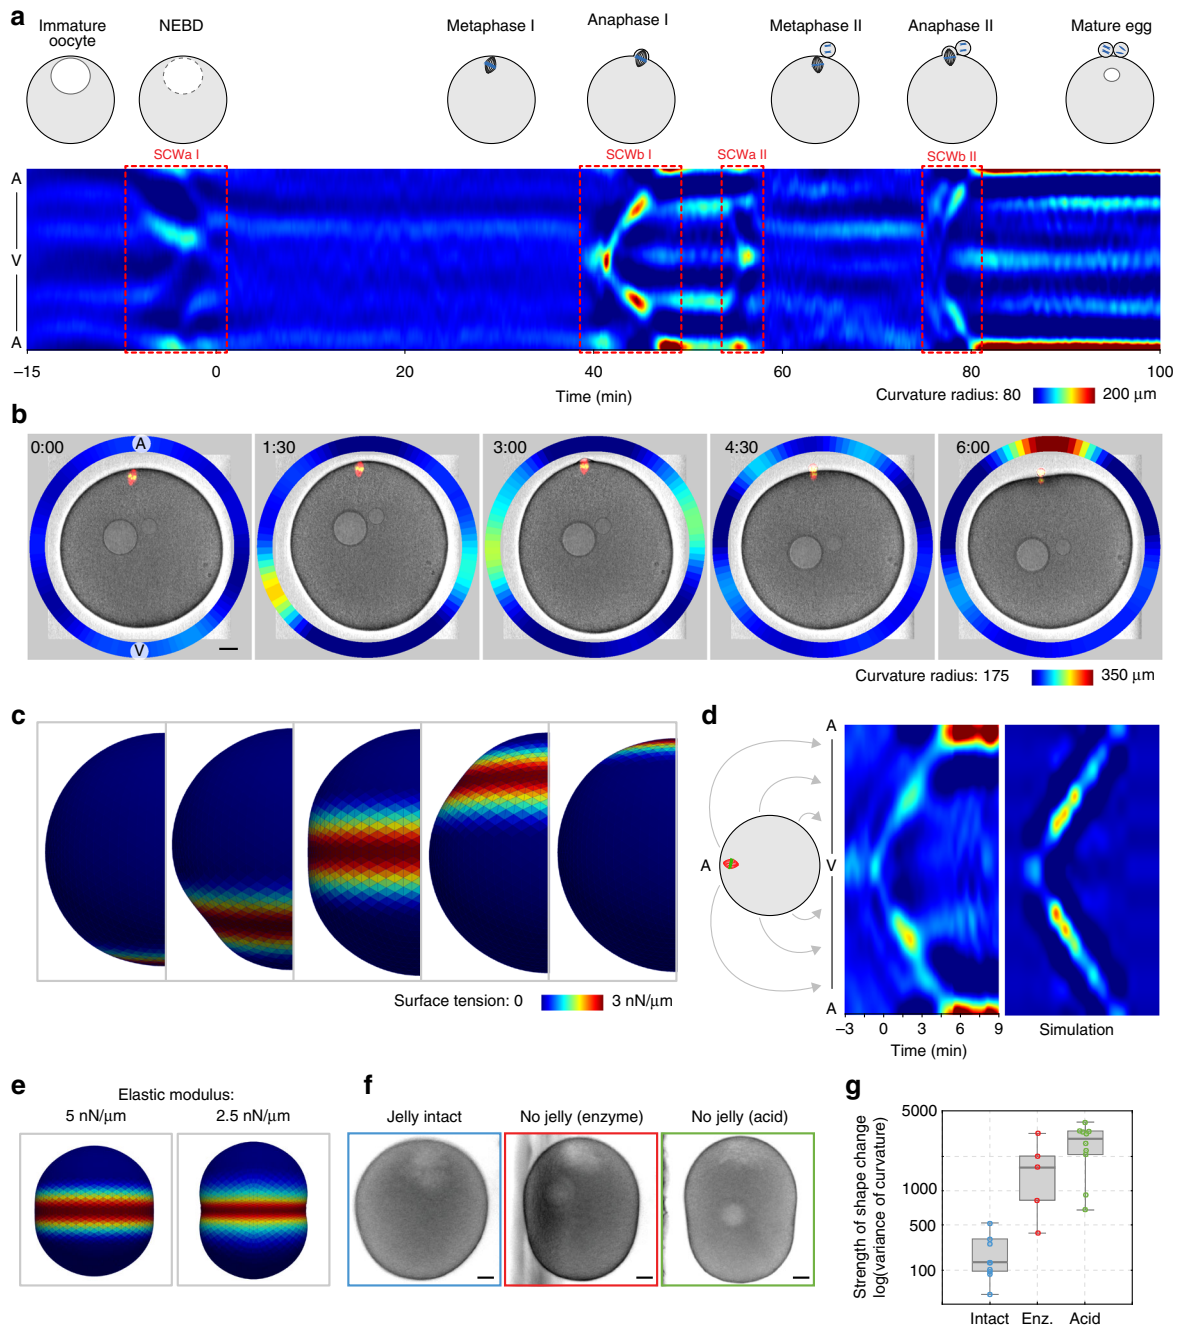 a
Immature oocyte
NEBD
Metaphase I
Anaphase I
Metaphase II
Anaphase II
Mature egg
SCWa I
SCWb I
SCWa II
SCWb II
A
V
A
–15
0
20
40
60
80
100
Time (min)
Curvature radius: 80
200 μm
b
0:00
1:30
3:00
4:30
6:00
A
V
Curvature radius: 175
350 μm
c
Surface tension: 0
3 nN/μm
d
A
A
V
A
–3
0
3
6
9
Time (min)
Simulation
e
Elastic modulus:
5 nN/μm
2.5 nN/μm
f
Jelly intact
No jelly (enzyme)
No jelly (acid)
g
Strength of shape change
log(variance of curvature)
5000
1000
500
100
Intact
Enz.
Acid